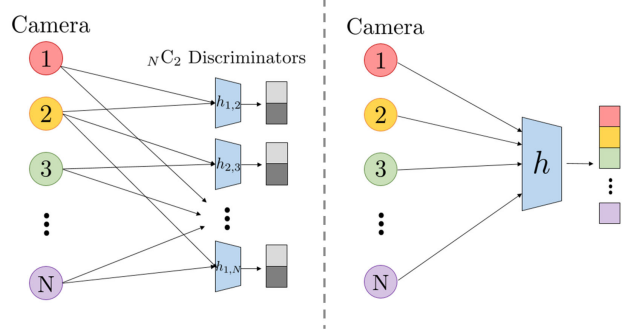 Camera
NC2 Discriminators
1
2
3
N
h1,2
h2,3
h1,N
Camera
1
2
3
N
h